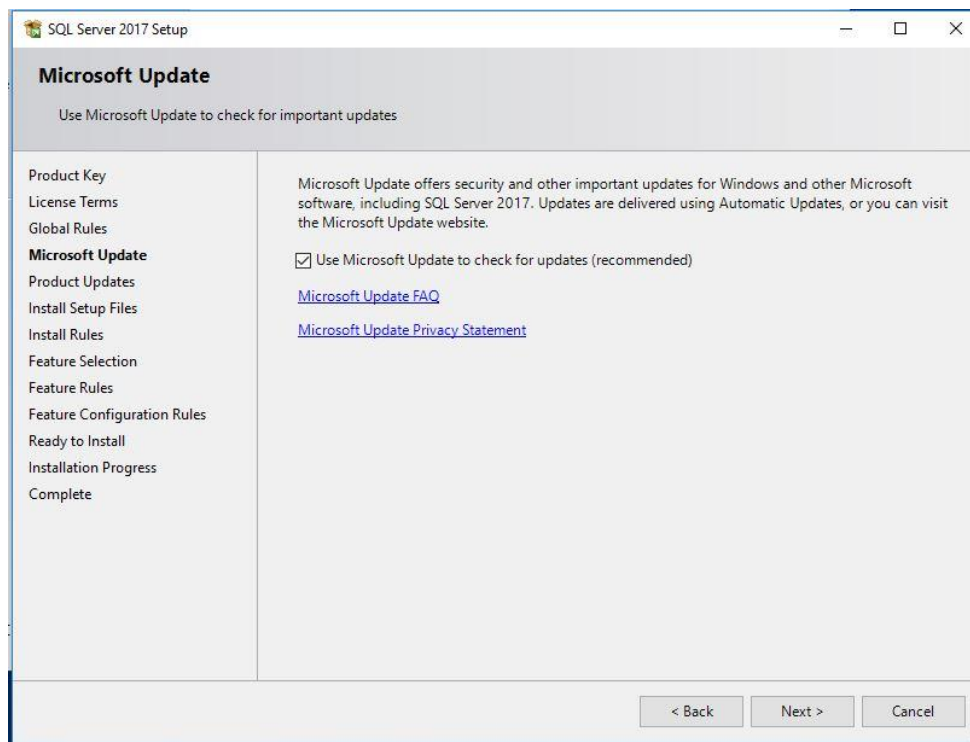 SQL Server 2017 Setup
Microsoft Update
Use Microsoft Update to check for important updates
Product Key
License Terms
Global Rules
Microsoft Update
Product Updates
Install Setup Files
Install Rules
Feature Selection
Feature Rules
Feature Configuration Rules
Ready to Install
Installation Progress
Complete
Microsoft Update offers security and other important updates for Windows and other Microsoft
software, including SQL Server 2017. Updates are delivered using Automatic Updates, or you can visit
the Microsoft Update website.
Use Microsoft Update to check for updates (recommended)
Microsoft Update FAQ
Microsoft Update Privacy Statement
< Back
Next >
Cancel